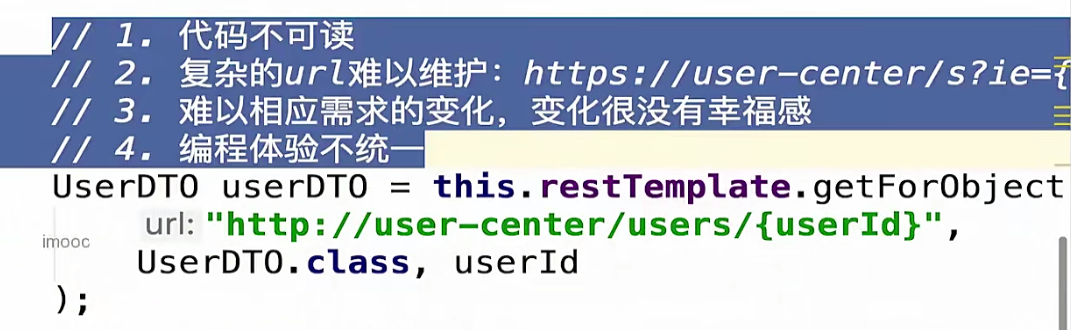 // 1. 代码不可读
// 2. 复杂的url难以维护：https://user-center/s?ie={
// 3. 难以相应需求的变化，变化很没有幸福感
// 4. 编程体验不统一
UserDTO userDTO = this.restTemplate.getForObject
url: "http://user-center/users/{userId}",
imooc
UserDTO.class, userId
);